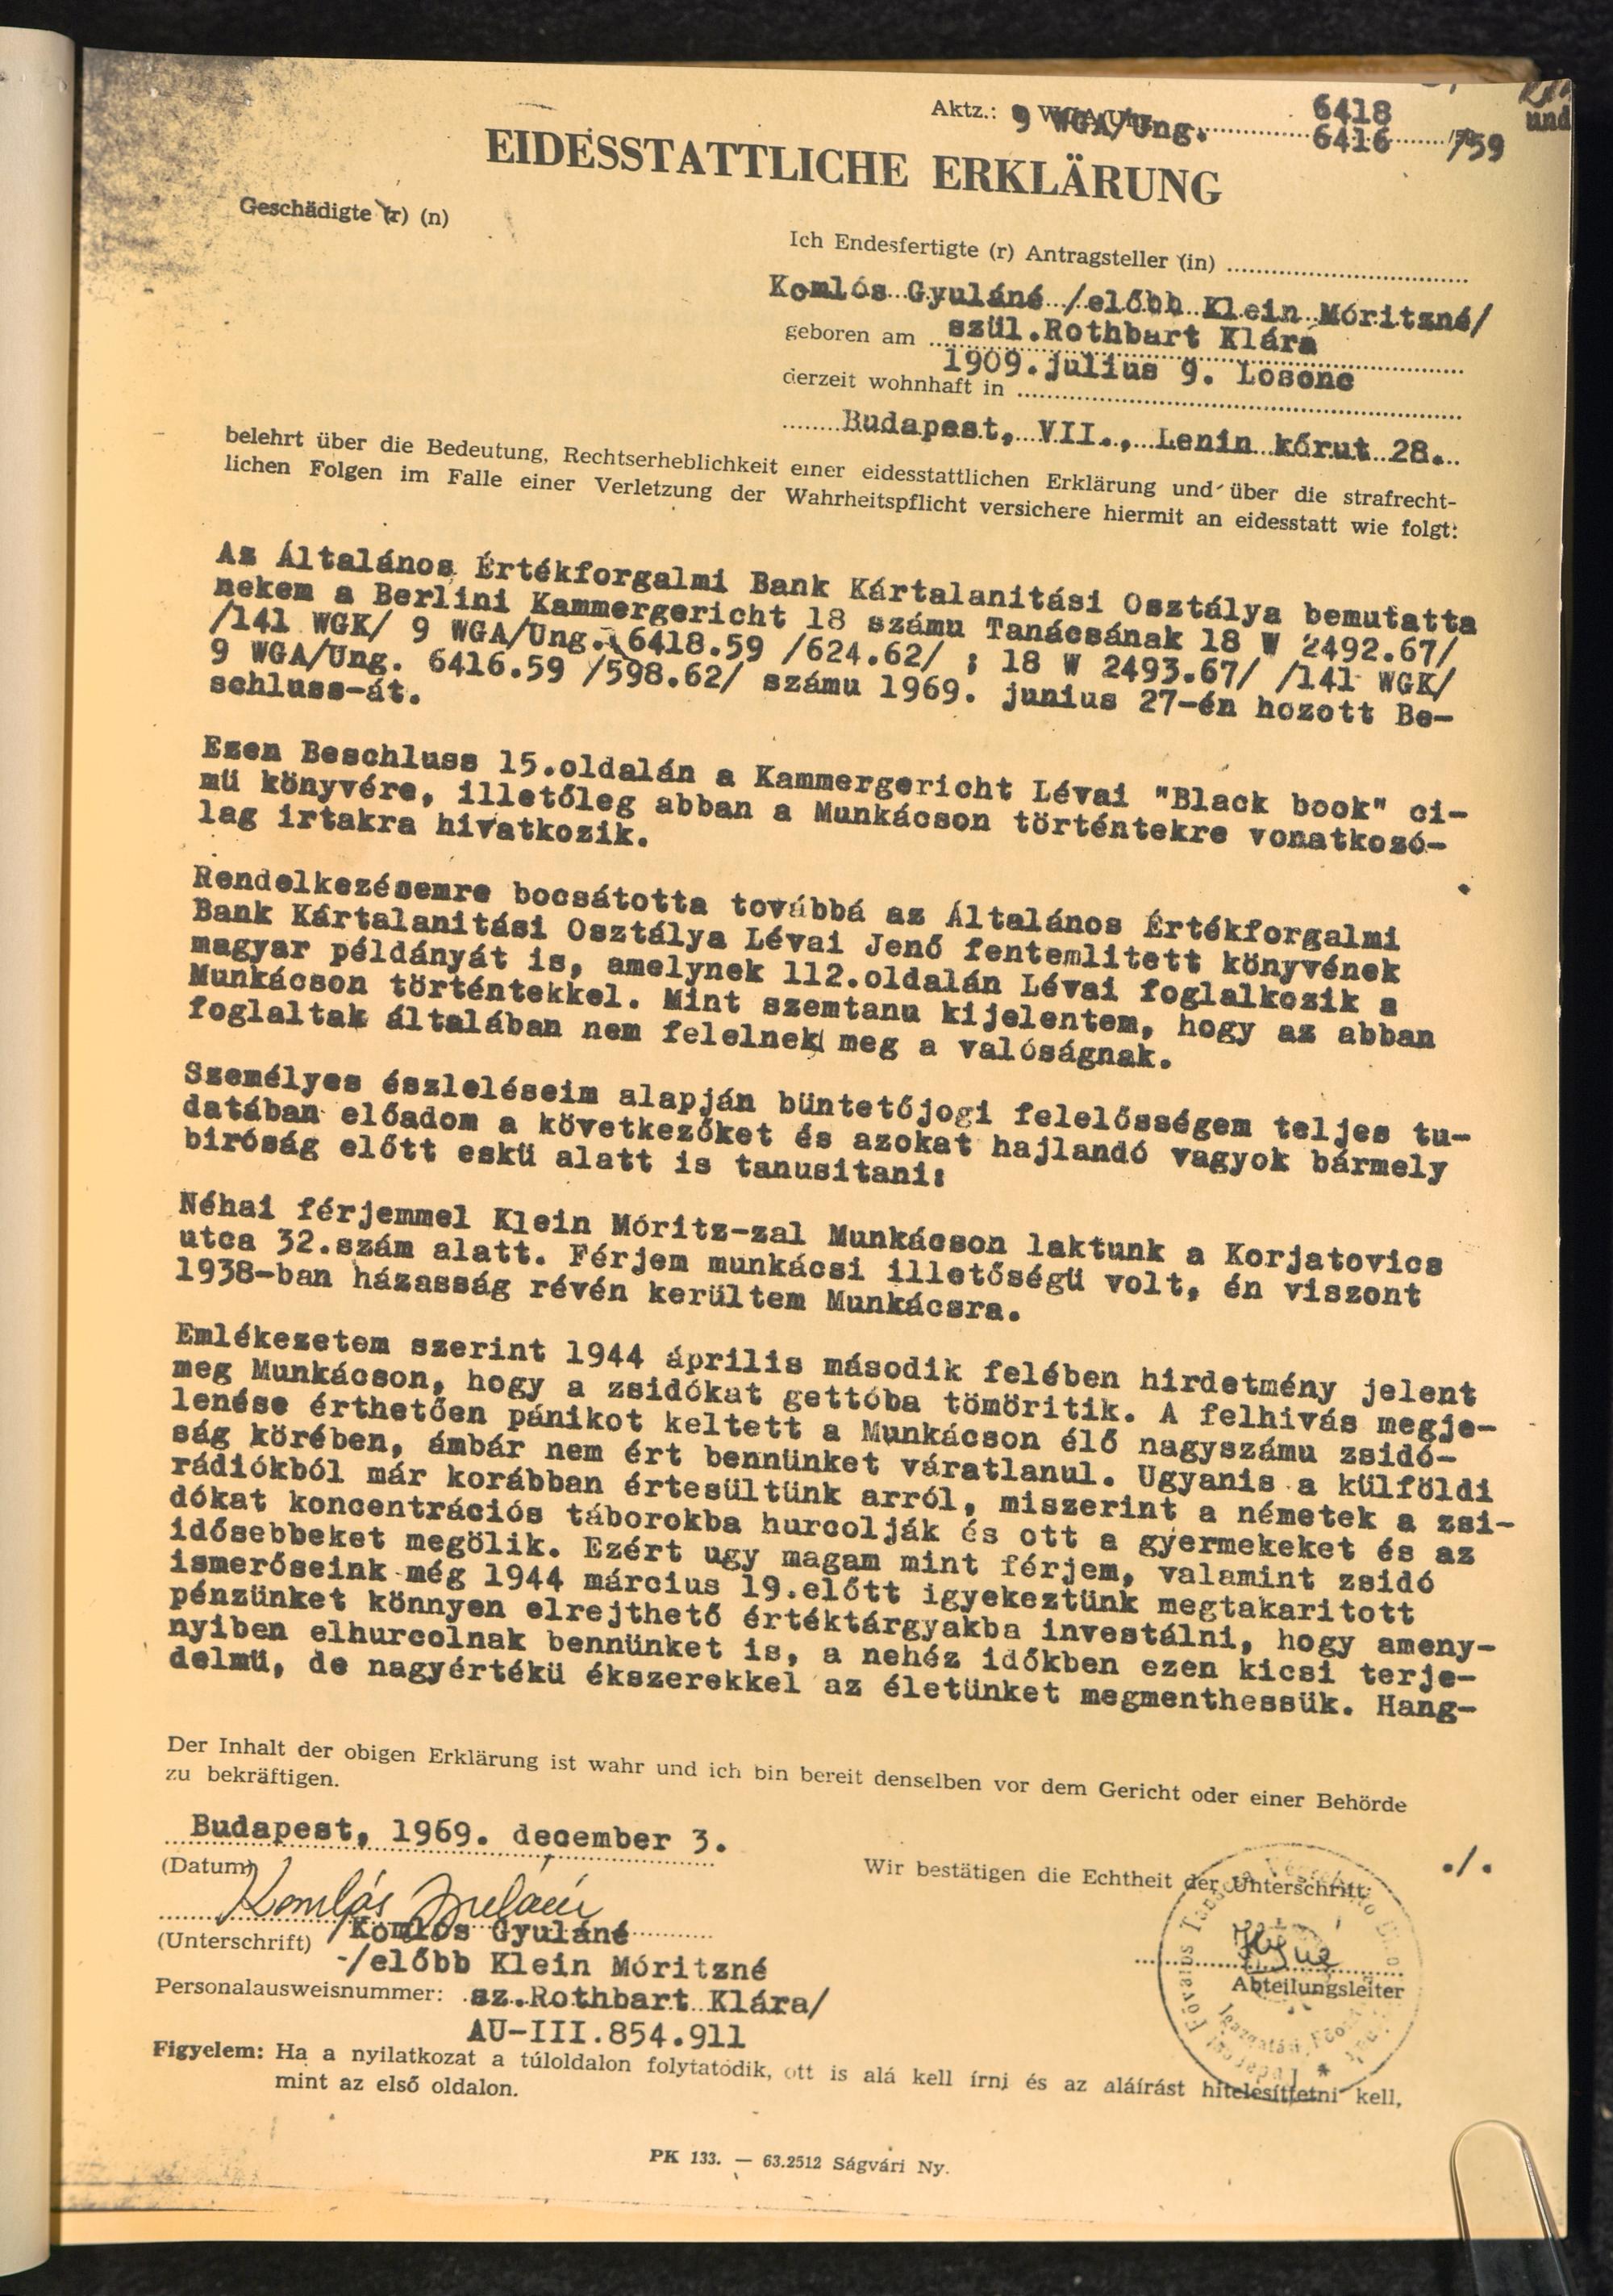 Aktz.: 9 WGA/Ung. 6418
6416 /59
und
EIDESSTATTLICHE ERKLÄRUNG
Geschädigte (r) (n)
Ich Endesfertigte (r) Antragsteller (in)
Komlós Gyuláné /előbb Klein Móritzné/
geboren am szül.Rothbart Klára
1909.julius 9. Losonc
derzeit wohnhaft in
Budapest, VII., Lenin kőrut 28.
belehrt über die Bedeutung, Rechtserheblichkeit einer eidesstattlichen Erklärung und über die strafrecht-
lichen Folgen im Falle einer Verletzung der Wahrheitspflicht versichere hiermit an eidesstatt wie folgt:
Az Általános Értékforgalmi Bank Kártalanitási Osztálya bemutatta
nekem a Berlini Kammergericht 18 számu Tanácsának 18 W 2492.67/
/141 WGK/ 9 WGA/Ung. 6418.59 /624.62/ ; 18 W 2493.67/ /141 WGK/
9 WGA/Ung. 6416.59 /598.62/ számu 1969. junius 27-én hozott Be-
schluss-át.
Ezen Beschluss 15.oldalán a Kammergericht Lévai "Black book" ci-
mü könyvére, illetőleg abban a Munkácson történtekre vonatkozó-
lag irtakra hivatkozik.
Rendelkezésemre bocsátotta továbbá az Általános Értékforgalmi
Bank Kártalanitási Osztálya Lévai Jenő fentemlitett könyvének
magyar példányát is, amelynek 112.oldalán Lévai foglalkozik a
Munkácson történtekkel. Mint szemtanu kijelentem, hogy az abban
foglaltak általában nem felelnek meg a valóságnak.
Személyes észleléseim alapján büntetőjogi felelősségem teljes tu-
datában előadom a következőket és azokat hajlandó vagyok bármely
biróság előtt eskü alatt is tanusitani:
Néhai férjemmel Klein Móritz-zal Munkácson laktunk a Korjatovics
utca 32.szám alatt. Férjem munkácsi illetőségü volt, én viszont
1938-ban házasság révén kerültem Munkácsra.
Emlékezetem szerint 1944 április második felében hirdetmény jelent
meg Munkácson, hogy a zsidókat gettóba tömöritik. A felhivás megje-
lenése érthetően pánikot keltett a Munkácson élő nagyszámu zsidó-
ság körében, ámbár nem ért bennünket váratlanul. Ugyanis a külföldi
rádiókból már korábban értesültünk arról, miszerint a németek a zsi-
dókat koncentrációs táborokba hurcolják és ott a gyermekeket és az
idősebbeket megölik. Ezért ugy magam mint férjem, valamint zsidó
ismerőseink még 1944 március 19.előtt igyekeztünk megtakaritott
pénzünket könnyen elrejthető értéktárgyakba investálni, hogy ameny-
nyiben elhurcolnak bennünket is, a nehéz időkben ezen kicsi terje-
delmü, de nagyértékü ékszerekkel az életünket megmenthessük. Hang-
Der Inhalt der obigen Erklärung ist wahr und ich bin bereit denselben vor dem Gericht oder einer Behörde
zu bekräftigen.
Budapest, 1969. december 3.
(Datum)
./.
Wir bestätigen die Echtheit der Unterschrift:
Komlós Gyuláné
(Unterschrift) /Komlós Gyuláné
-/előbb Klein Móritzné
Abteilungsleiter
Personalausweisnummer: sz.Rothbart Klára/
AU-III.854.911
Figyelem: Ha a nyilatkozat a túloldalon folytatódik, ott is alá kell írni és az aláírást hitelesíttetni kell,
mint az első oldalon.
PK 133. — 63.2512 Ságvári Ny.